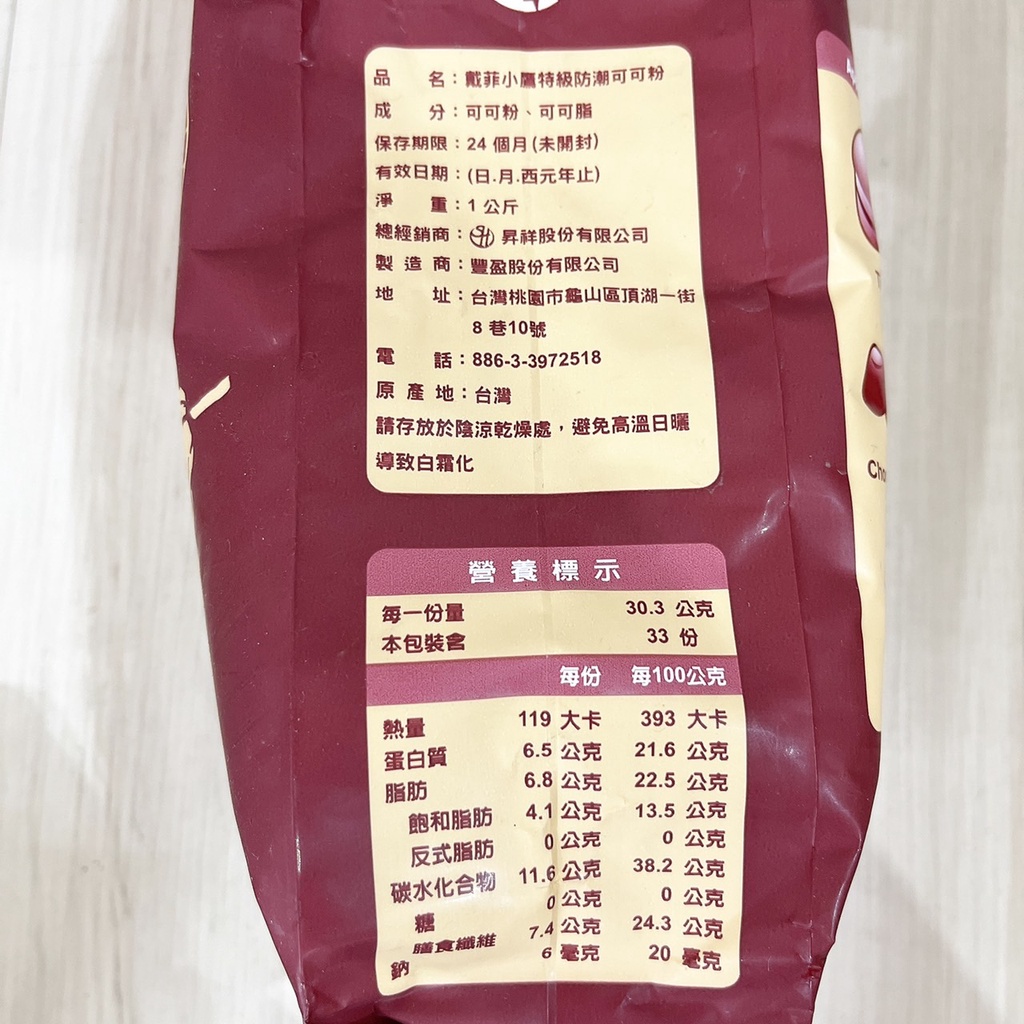 品 名：戴菲小鷹特級防潮可可粉
成 分：可可粉、可可脂
保存期限：24 個月(未開封)
有效日期：(日.月.西元年止)
淨 重：1 公斤
總經銷商：昇祥股份有限公司
製 造 商：豐盈股份有限公司
地 址：台灣桃園市龜山區頂湖一街
8 巷10號
電 話：886-3-3972518
原 產 地：台灣
請存放於陰涼乾燥處，避免高溫日曬
導致白霜化
營養標示
每一份量 30.3 公克
本包裝含 33 份
每份 每100公克
熱量 119 大卡 393 大卡
蛋白質 6.5 公克 21.6 公克
脂肪 6.8 公克 22.5 公克
飽和脂肪 4.1 公克 13.5 公克
反式脂肪 0 公克 0 公克
碳水化合物 11.6 公克 38.2 公克
糖 0 公克 0 公克
膳食纖維 7.4 公克 24.3 公克
鈉 6 毫克 20 毫克